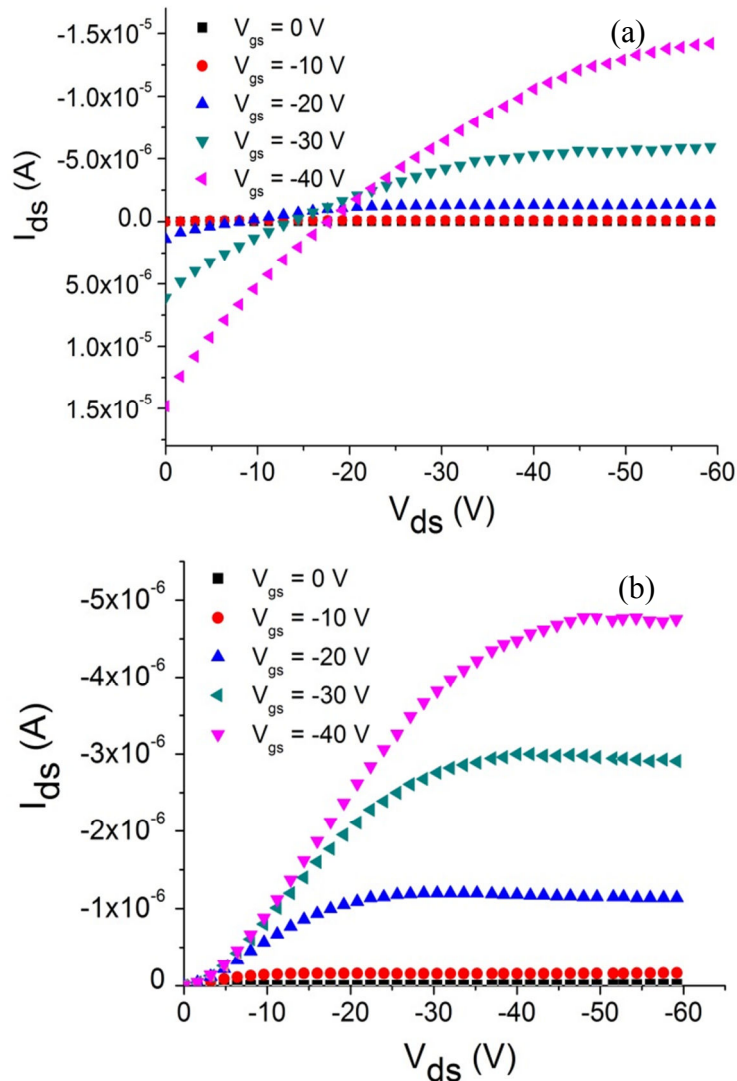 (a)
V_gs = 0 V
V_gs = -10 V
V_gs = -20 V
V_gs = -30 V
V_gs = -40 V
-1.5x10⁻⁵
-1.0x10⁻⁵
-5.0x10⁻⁶
0.0
5.0x10⁻⁶
1.0x10⁻⁵
1.5x10⁻⁵
I_ds (A)
0 -10 -20 -30 -40 -50 -60
V_ds (V)
(b)
V_gs = 0 V
V_gs = -10 V
V_gs = -20 V
V_gs = -30 V
V_gs = -40 V
-5x10⁻⁶
-4x10⁻⁶
-3x10⁻⁶
-2x10⁻⁶
-1x10⁻⁶
0
I_ds (A)
0 -10 -20 -30 -40 -50 -60
V_ds (V)